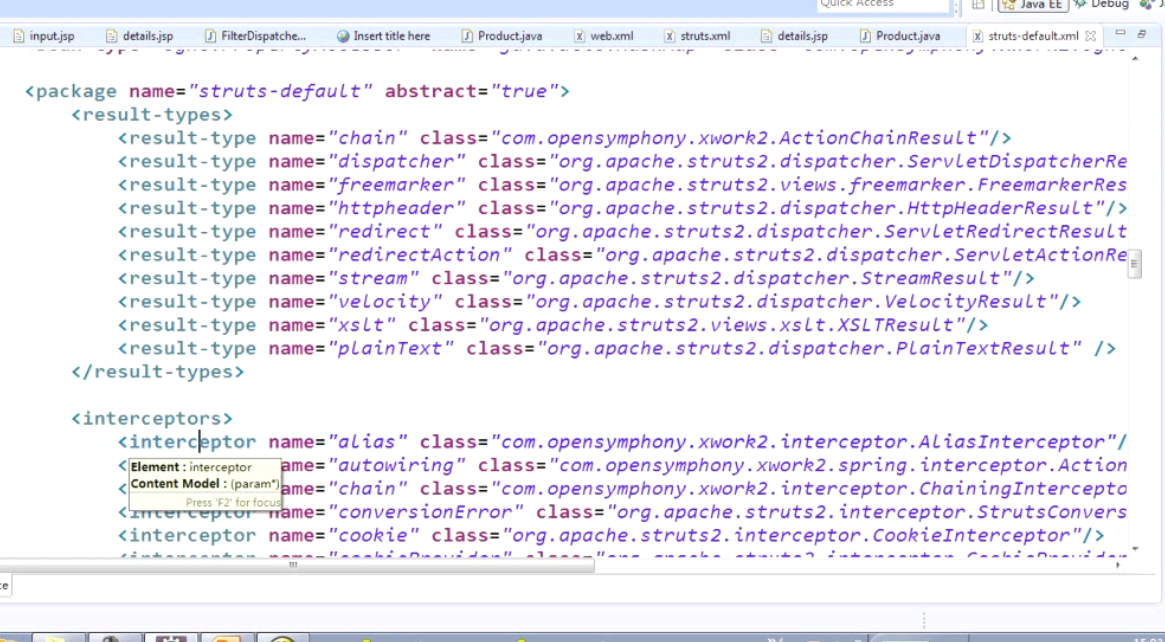 Quick Access
Java EE Debug
input.jsp details.jsp FilterDispatche... Insert title here Product.java web.xml struts.xml details.jsp Product.java struts-default.xml
<package name="struts-default" abstract="true">
<result-types>
<result-type name="chain" class="com.opensymphony.xwork2.ActionChainResult"/>
<result-type name="dispatcher" class="org.apache.struts2.dispatcher.ServletDispatcherRe
<result-type name="freemarker" class="org.apache.struts2.views.freemarker.FreemarkerRes
<result-type name="httpheader" class="org.apache.struts2.dispatcher.HttpHeaderResult"/>
<result-type name="redirect" class="org.apache.struts2.dispatcher.ServletRedirectResult
<result-type name="redirectAction" class="org.apache.struts2.dispatcher.ServletActionRe
<result-type name="stream" class="org.apache.struts2.dispatcher.StreamResult"/>
<result-type name="velocity" class="org.apache.struts2.dispatcher.VelocityResult"/>
<result-type name="xslt" class="org.apache.struts2.views.xslt.XSLTResult"/>
<result-type name="plainText" class="org.apache.struts2.dispatcher.PlainTextResult" />
</result-types>
<interceptors>
<interceptor name="alias" class="com.opensymphony.xwork2.interceptor.AliasInterceptor"/
< ame="autowiring" class="com.opensymphony.xwork2.spring.interceptor.Action
< ame="chain" class="com.opensymphony.xwork2.interceptor.ChainingIntercepto
<interceptor name="conversionError" class="org.apache.struts2.interceptor.StrutsConvers
<interceptor name="cookie" class="org.apache.struts2.interceptor.CookieInterceptor"/>
<interceptor name="cookieProvider" class="org.apache.struts2.interceptor.CookieProvider
Element : interceptor
Content Model : (param*)
Press 'F2' for focus